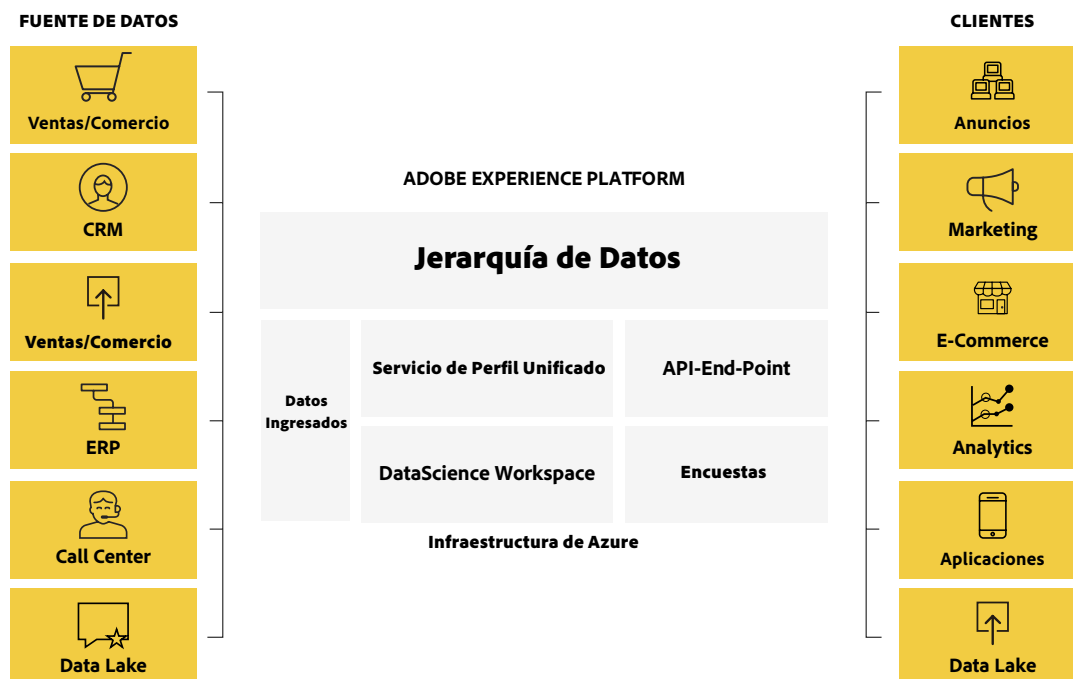 FUENTE DE DATOS
Ventas/Comercio
CRM
Ventas/Comercio
ERP
Call Center
Data Lake
ADOBE EXPERIENCE PLATFORM
Jerarquía de Datos
Datos
Ingresados
Servicio de Perfil Unificado
API-End-Point
DataScience Workspace
Encuestas
Infraestructura de Azure
CLIENTES
Anuncios
Marketing
E-Commerce
Analytics
Aplicaciones
Data Lake